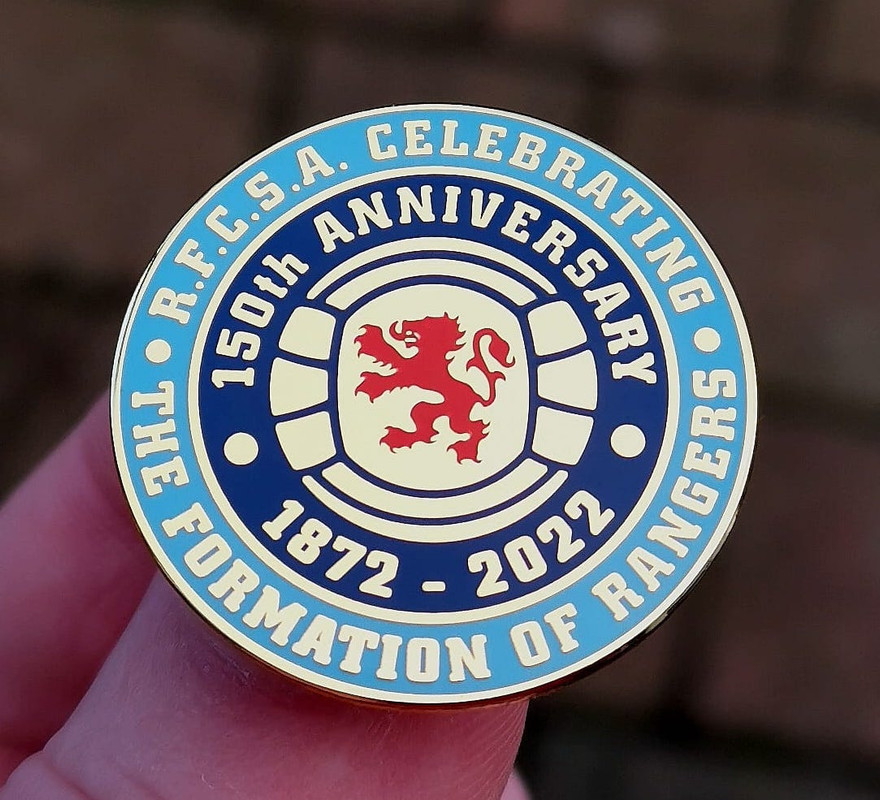 R.F.C.S.A. CELEBRATING
• THE FORMATION OF RANGERS •
150th ANNIVERSARY
• 1872 - 2022 •